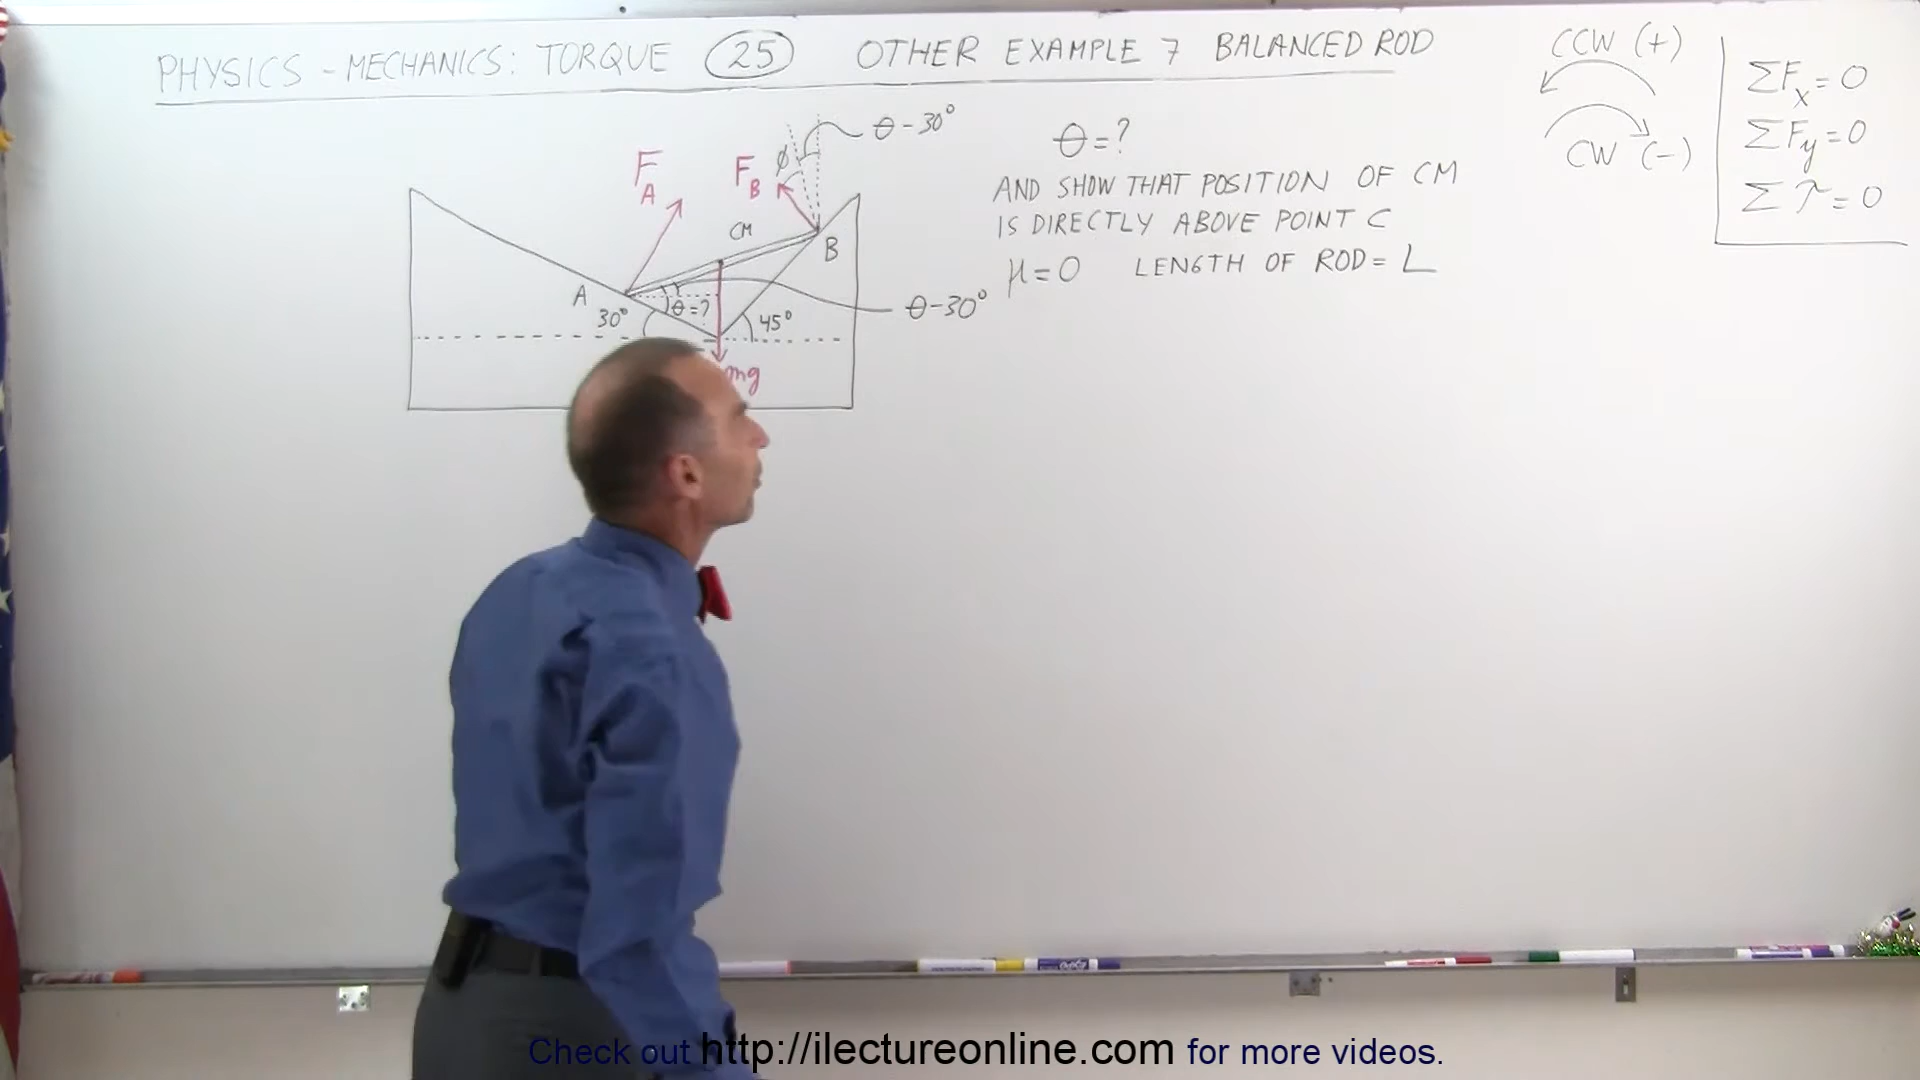 PHYSICS - MECHANICS: TORQUE 25 OTHER EXAMPLE 7 BALANCED ROD
CCW (+)
CW (-)
ΣFx = 0
ΣFy = 0
Στ = 0
θ = ?
AND SHOW THAT POSITION OF CM
IS DIRECTLY ABOVE POINT C
μ = 0 LENGTH OF ROD = L
θ - 30°
ϕ
FA
FB
CM
B
A
θ = ?
θ - 30°
30°
45°
mg
Check out http://ilectureonline.com for more videos.